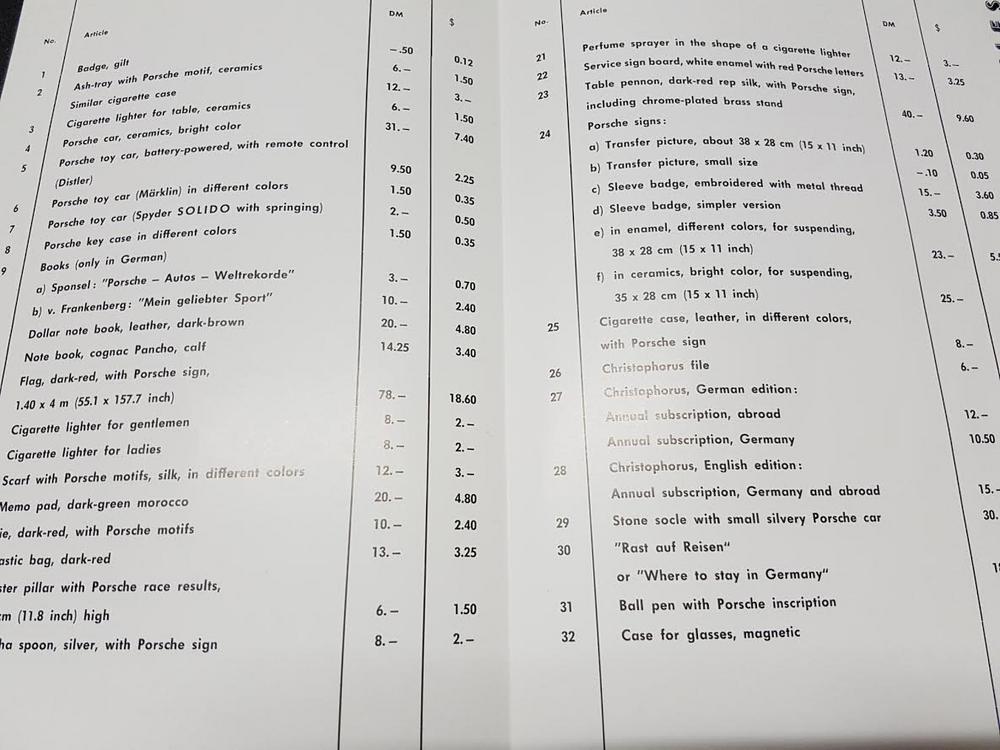 No. Article DM $
1 Badge, gilt —.50 0.12
2 Ash-tray with Porsche motif, ceramics 6.— 1.50
Similar cigarette case 12.— 3.—
3 Cigarette lighter for table, ceramics 6.— 1.50
4 Porsche car, ceramics, bright color 31.— 7.40
5 Porsche toy car, battery-powered, with remote control
(Distler) 9.50 2.25
6 Porsche toy car (Märklin) in different colors 1.50 0.35
7 Porsche toy car (Spyder SOLIDO with springing) 2.— 0.50
8 Porsche key case in different colors 1.50 0.35
9 Books (only in German)
a) Sponsel: "Porsche – Autos – Weltrekorde" 3.— 0.70
b) v. Frankenberg: "Mein geliebter Sport" 10.— 2.40
Dollar note book, leather, dark-brown 20.— 4.80
Note book, cognac Pancho, calf 14.25 3.40
Flag, dark-red, with Porsche sign,
1.40 x 4 m (55.1 x 157.7 inch) 78.— 18.60
Cigarette lighter for gentlemen 8.— 2.—
Cigarette lighter for ladies 8.— 2.—
Scarf with Porsche motifs, silk, in different colors 12.— 3.—
Memo pad, dark-green morocco 20.— 4.80
ie, dark-red, with Porsche motifs 10.— 2.40
astic bag, dark-red 13.— 3.25
ster pillar with Porsche race results,
cm (11.8 inch) high 6.— 1.50
ha spoon, silver, with Porsche sign 8.— 2.—
No. Article DM $
21 Perfume sprayer in the shape of a cigarette lighter 12.— 3.—
22 Service sign board, white enamel with red Porsche letters 13.— 3.25
23 Table pennon, dark-red rep silk, with Porsche sign,
including chrome-plated brass stand 40.— 9.60
24 Porsche signs:
a) Transfer picture, about 38 x 28 cm (15 x 11 inch) 1.20 0.30
b) Transfer picture, small size —.10 0.05
c) Sleeve badge, embroidered with metal thread 15.— 3.60
d) Sleeve badge, simpler version 3.50 0.85
e) in enamel, different colors, for suspending,
38 x 28 cm (15 x 11 inch) 23.—
f) in ceramics, bright color, for suspending,
35 x 28 cm (15 x 11 inch) 25.—
25 Cigarette case, leather, in different colors,
with Porsche sign 8.—
26 Christophorus file 6.—
27 Christophorus, German edition:
Annual subscription, abroad 12.—
Annual subscription, Germany 10.50
28 Christophorus, English edition:
Annual subscription, Germany and abroad 15.—
29 Stone socle with small silvery Porsche car 30.
30 "Rast auf Reisen"
or "Where to stay in Germany"
31 Ball pen with Porsche inscription
32 Case for glasses, magnetic